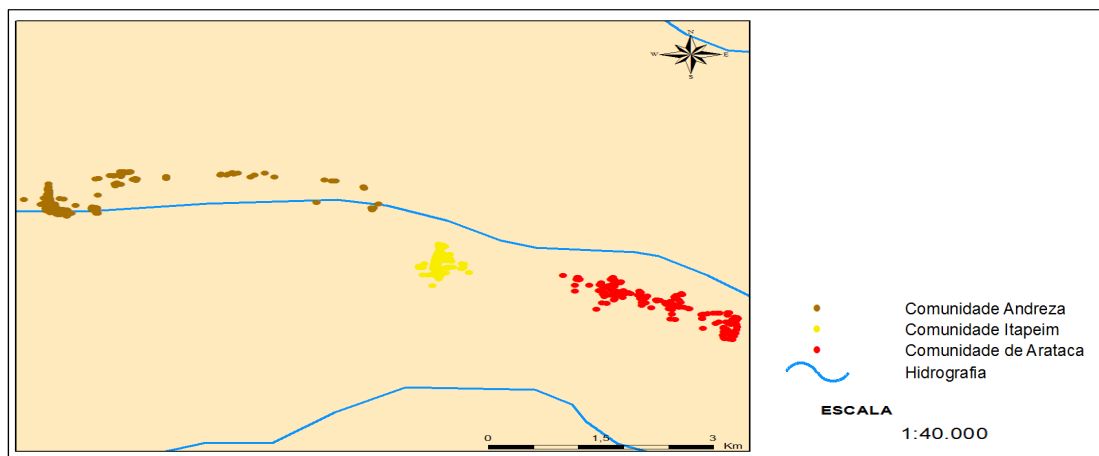 N
W E
S
Comunidade Andreza
Comunidade Itapeim
Comunidade de Arataca
Hidrografia
ESCALA
1:40.000
0 1,5 3
Km